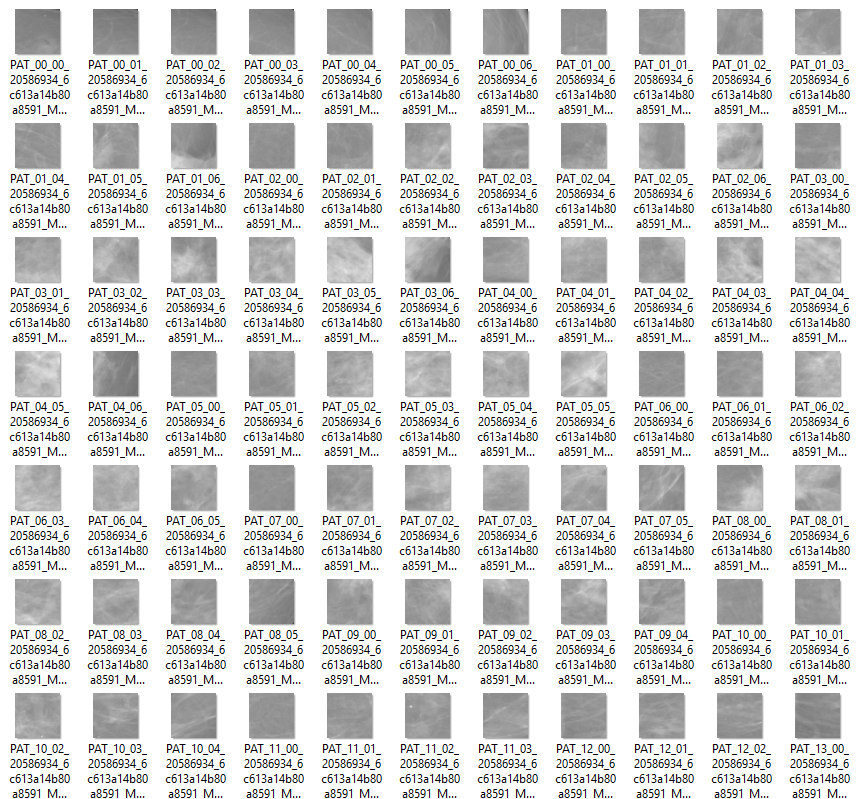 PAT_00_00_ PAT_00_01_ PAT_00_02_ PAT_00_03_ PAT_00_04_ PAT_00_05_ PAT_00_06_ PAT_01_00_ PAT_01_01_ PAT_01_02_ PAT_01_03_
20586934_6 20586934_6 20586934_6 20586934_6 20586934_6 20586934_6 20586934_6 20586934_6 20586934_6 20586934_6 20586934_6
c613a14b80 c613a14b80 c613a14b80 c613a14b80 c613a14b80 c613a14b80 c613a14b80 c613a14b80 c613a14b80 c613a14b80 c613a14b80
a8591_M... a8591_M... a8591_M... a8591_M... a8591_M... a8591_M... a8591_M... a8591_M... a8591_M... a8591_M... a8591_M...
PAT_01_04_ PAT_01_05_ PAT_01_06_ PAT_02_00_ PAT_02_01_ PAT_02_02_ PAT_02_03_ PAT_02_04_ PAT_02_05_ PAT_02_06_ PAT_03_00_
20586934_6 20586934_6 20586934_6 20586934_6 20586934_6 20586934_6 20586934_6 20586934_6 20586934_6 20586934_6 20586934_6
c613a14b80 c613a14b80 c613a14b80 c613a14b80 c613a14b80 c613a14b80 c613a14b80 c613a14b80 c613a14b80 c613a14b80 c613a14b80
a8591_M... a8591_M... a8591_M... a8591_M... a8591_M... a8591_M... a8591_M... a8591_M... a8591_M... a8591_M... a8591_M...
PAT_03_01_ PAT_03_02_ PAT_03_03_ PAT_03_04_ PAT_03_05_ PAT_03_06_ PAT_04_00_ PAT_04_01_ PAT_04_02_ PAT_04_03_ PAT_04_04_
20586934_6 20586934_6 20586934_6 20586934_6 20586934_6 20586934_6 20586934_6 20586934_6 20586934_6 20586934_6 20586934_6
c613a14b80 c613a14b80 c613a14b80 c613a14b80 c613a14b80 c613a14b80 c613a14b80 c613a14b80 c613a14b80 c613a14b80 c613a14b80
a8591_M... a8591_M... a8591_M... a8591_M... a8591_M... a8591_M... a8591_M... a8591_M... a8591_M... a8591_M... a8591_M...
PAT_04_05_ PAT_04_06_ PAT_05_00_ PAT_05_01_ PAT_05_02_ PAT_05_03_ PAT_05_04_ PAT_05_05_ PAT_06_00_ PAT_06_01_ PAT_06_02_
20586934_6 20586934_6 20586934_6 20586934_6 20586934_6 20586934_6 20586934_6 20586934_6 20586934_6 20586934_6 20586934_6
c613a14b80 c613a14b80 c613a14b80 c613a14b80 c613a14b80 c613a14b80 c613a14b80 c613a14b80 c613a14b80 c613a14b80 c613a14b80
a8591_M... a8591_M... a8591_M... a8591_M... a8591_M... a8591_M... a8591_M... a8591_M... a8591_M... a8591_M... a8591_M...
PAT_06_03_ PAT_06_04_ PAT_06_05_ PAT_07_00_ PAT_07_01_ PAT_07_02_ PAT_07_03_ PAT_07_04_ PAT_07_05_ PAT_08_00_ PAT_08_01_
20586934_6 20586934_6 20586934_6 20586934_6 20586934_6 20586934_6 20586934_6 20586934_6 20586934_6 20586934_6 20586934_6
c613a14b80 c613a14b80 c613a14b80 c613a14b80 c613a14b80 c613a14b80 c613a14b80 c613a14b80 c613a14b80 c613a14b80 c613a14b80
a8591_M... a8591_M... a8591_M... a8591_M... a8591_M... a8591_M... a8591_M... a8591_M... a8591_M... a8591_M... a8591_M...
PAT_08_02_ PAT_08_03_ PAT_08_04_ PAT_08_05_ PAT_09_00_ PAT_09_01_ PAT_09_02_ PAT_09_03_ PAT_09_04_ PAT_10_00_ PAT_10_01_
20586934_6 20586934_6 20586934_6 20586934_6 20586934_6 20586934_6 20586934_6 20586934_6 20586934_6 20586934_6 20586934_6
c613a14b80 c613a14b80 c613a14b80 c613a14b80 c613a14b80 c613a14b80 c613a14b80 c613a14b80 c613a14b80 c613a14b80 c613a14b80
a8591_M... a8591_M... a8591_M... a8591_M... a8591_M... a8591_M... a8591_M... a8591_M... a8591_M... a8591_M... a8591_M...
PAT_10_02_ PAT_10_03_ PAT_10_04_ PAT_11_00_ PAT_11_01_ PAT_11_02_ PAT_11_03_ PAT_12_00_ PAT_12_01_ PAT_12_02_ PAT_13_00_
20586934_6 20586934_6 20586934_6 20586934_6 20586934_6 20586934_6 20586934_6 20586934_6 20586934_6 20586934_6 20586934_6
c613a14b80 c613a14b80 c613a14b80 c613a14b80 c613a14b80 c613a14b80 c613a14b80 c613a14b80 c613a14b80 c613a14b80 c613a14b80
a8591_M... a8591_M... a8591_M... a8591_M... a8591_M... a8591_M... a8591_M... a8591_M... a8591_M... a8591_M... a8591_M...